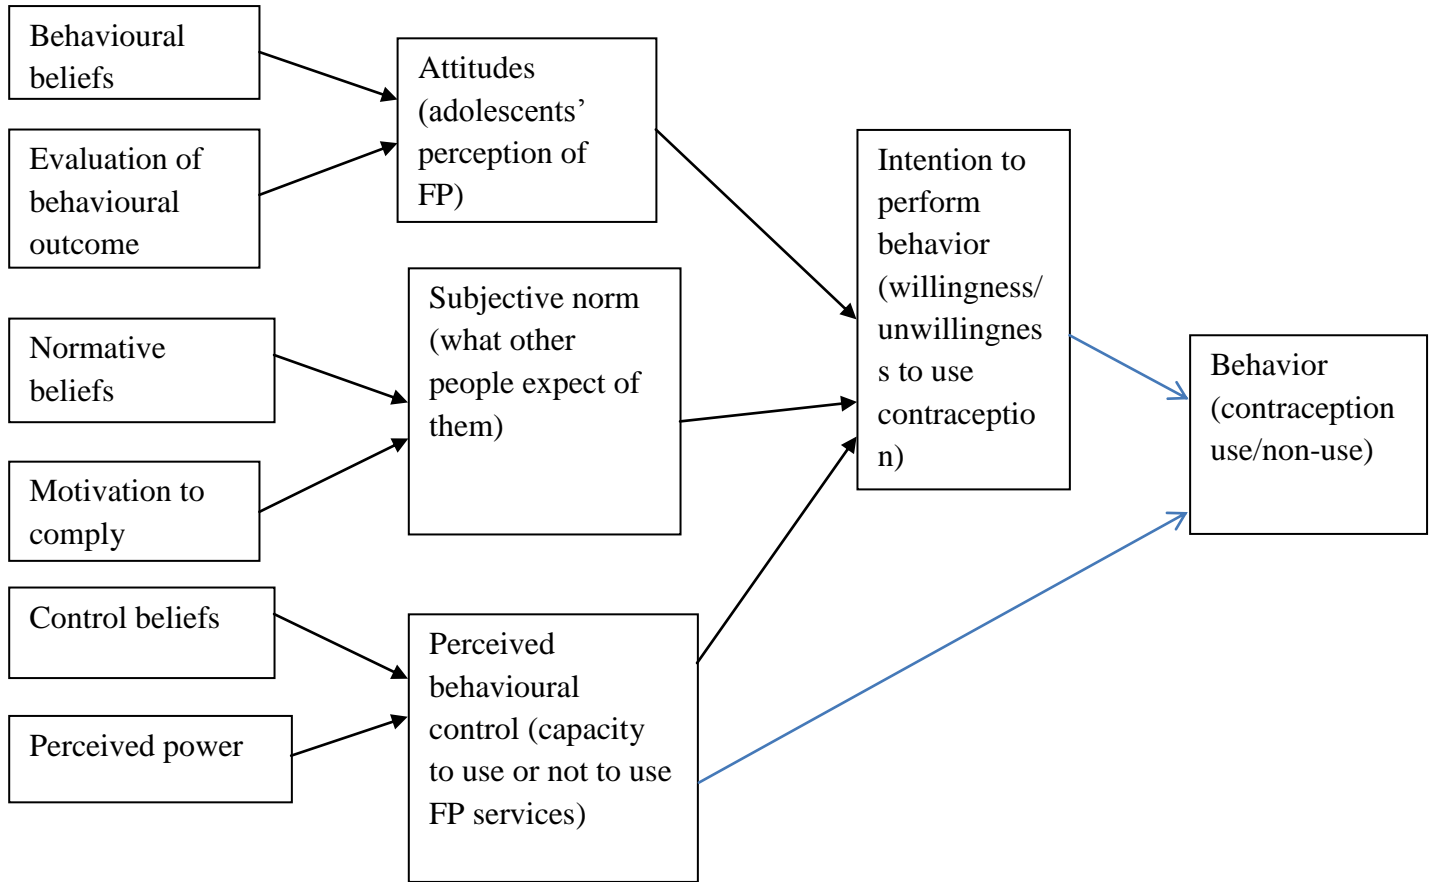 Behavioural
beliefs
Evaluation of
behavioural
outcome
Normative
beliefs
Motivation to
comply
Control beliefs
Perceived power
Attitudes
(adolescents’
perception of
FP)
Subjective norm
(what other
people expect of
them)
Perceived
behavioural
control (capacity
to use or not to use
FP services)
Intention to
perform
behavior
(willingness/
unwillingnes
s to use
contraceptio
n)
Behavior
(contraception
use/non-use)